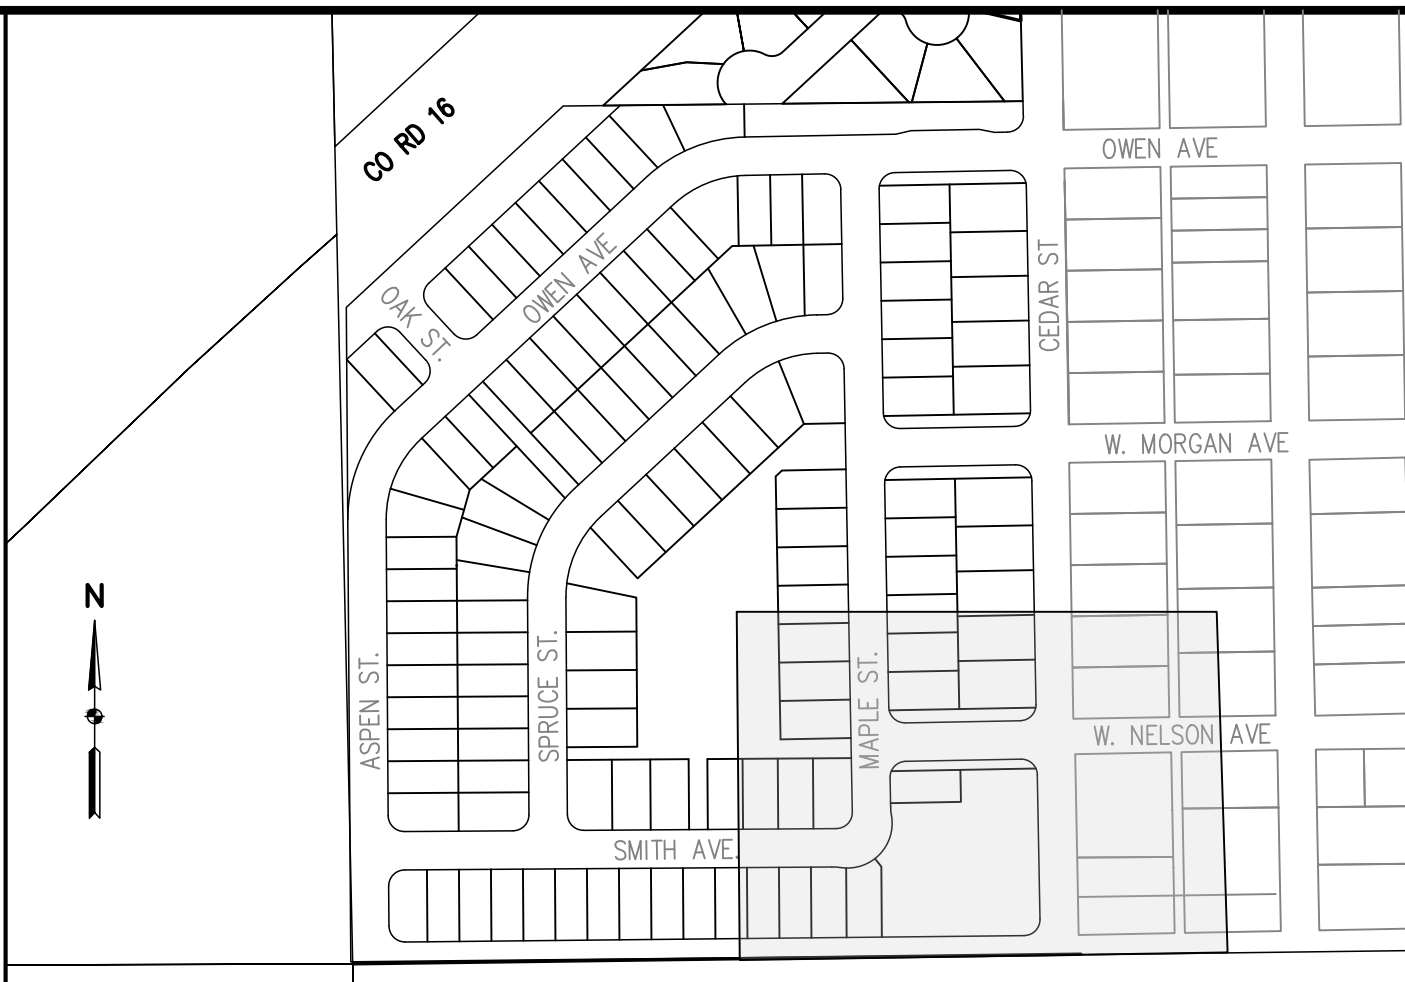 CO RD 16
OWEN AVE
OWEN AVE
OAK ST.
CEDAR ST
W. MORGAN AVE
N
ASPEN ST.
SPRUCE ST.
MAPLE ST.
W. NELSON AVE
SMITH AVE.